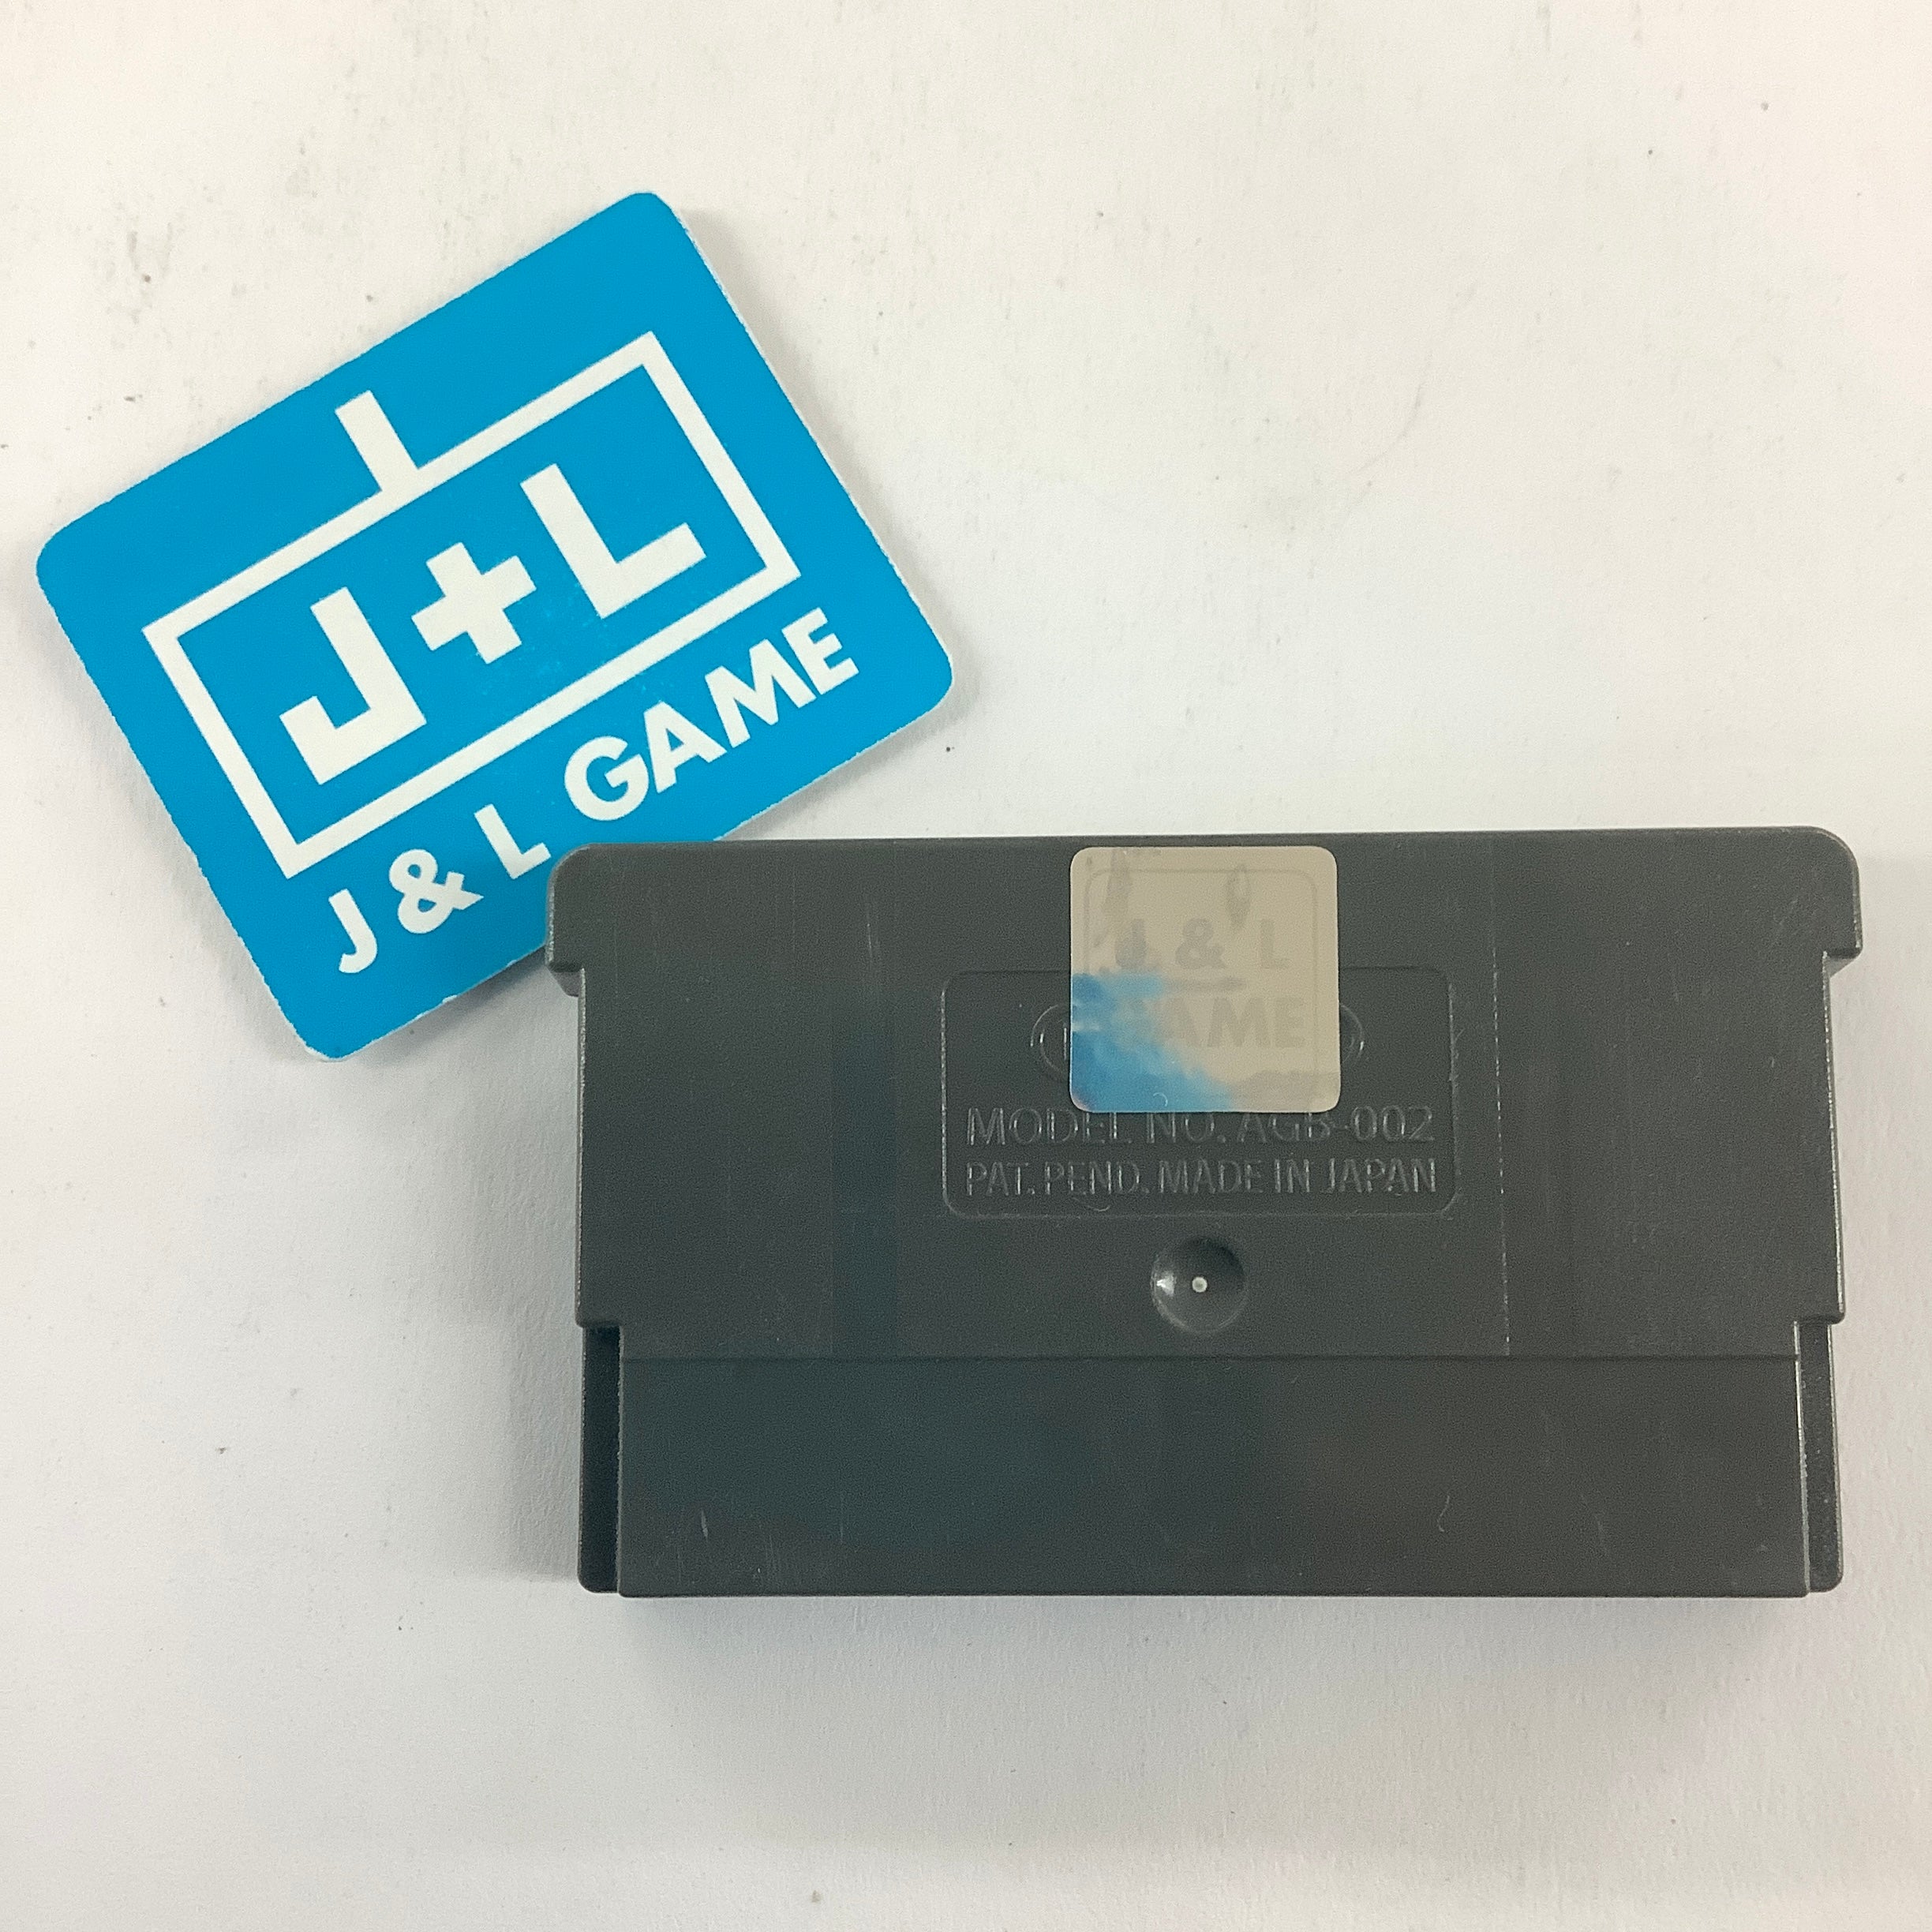 J+L
J & L GAME
J & L
GAME
MODEL NO. AGB-002
PAT. PEND. MADE IN JAPAN